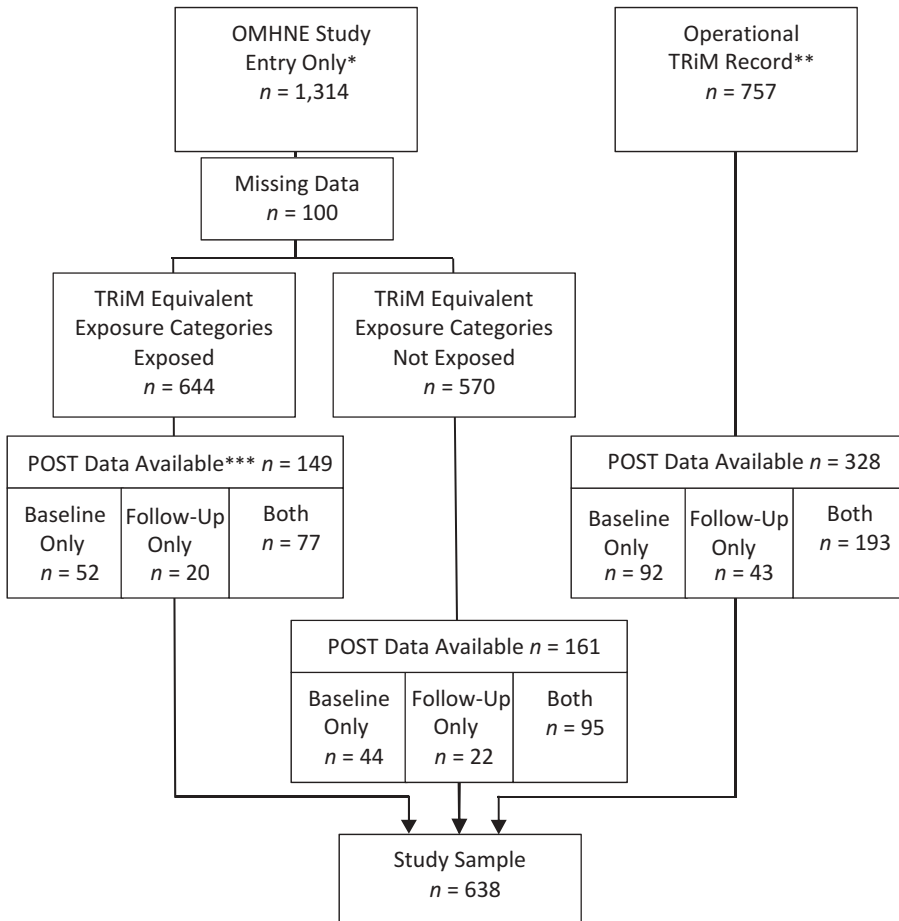 OMHNE Study
Entry Only*
n = 1,314
Operational
TRiM Record**
n = 757
Missing Data
n = 100
TRiM Equivalent
Exposure Categories
Exposed
n = 644
TRiM Equivalent
Exposure Categories
Not Exposed
n = 570
POST Data Available*** n = 149
Baseline
Only
n = 52
Follow-Up
Only
n = 20
Both
n = 77
POST Data Available n = 328
Baseline
Only
n = 92
Follow-Up
Only
n = 43
Both
n = 193
POST Data Available n = 161
Baseline
Only
n = 44
Follow-Up
Only
n = 22
Both
n = 95
Study Sample
n = 638